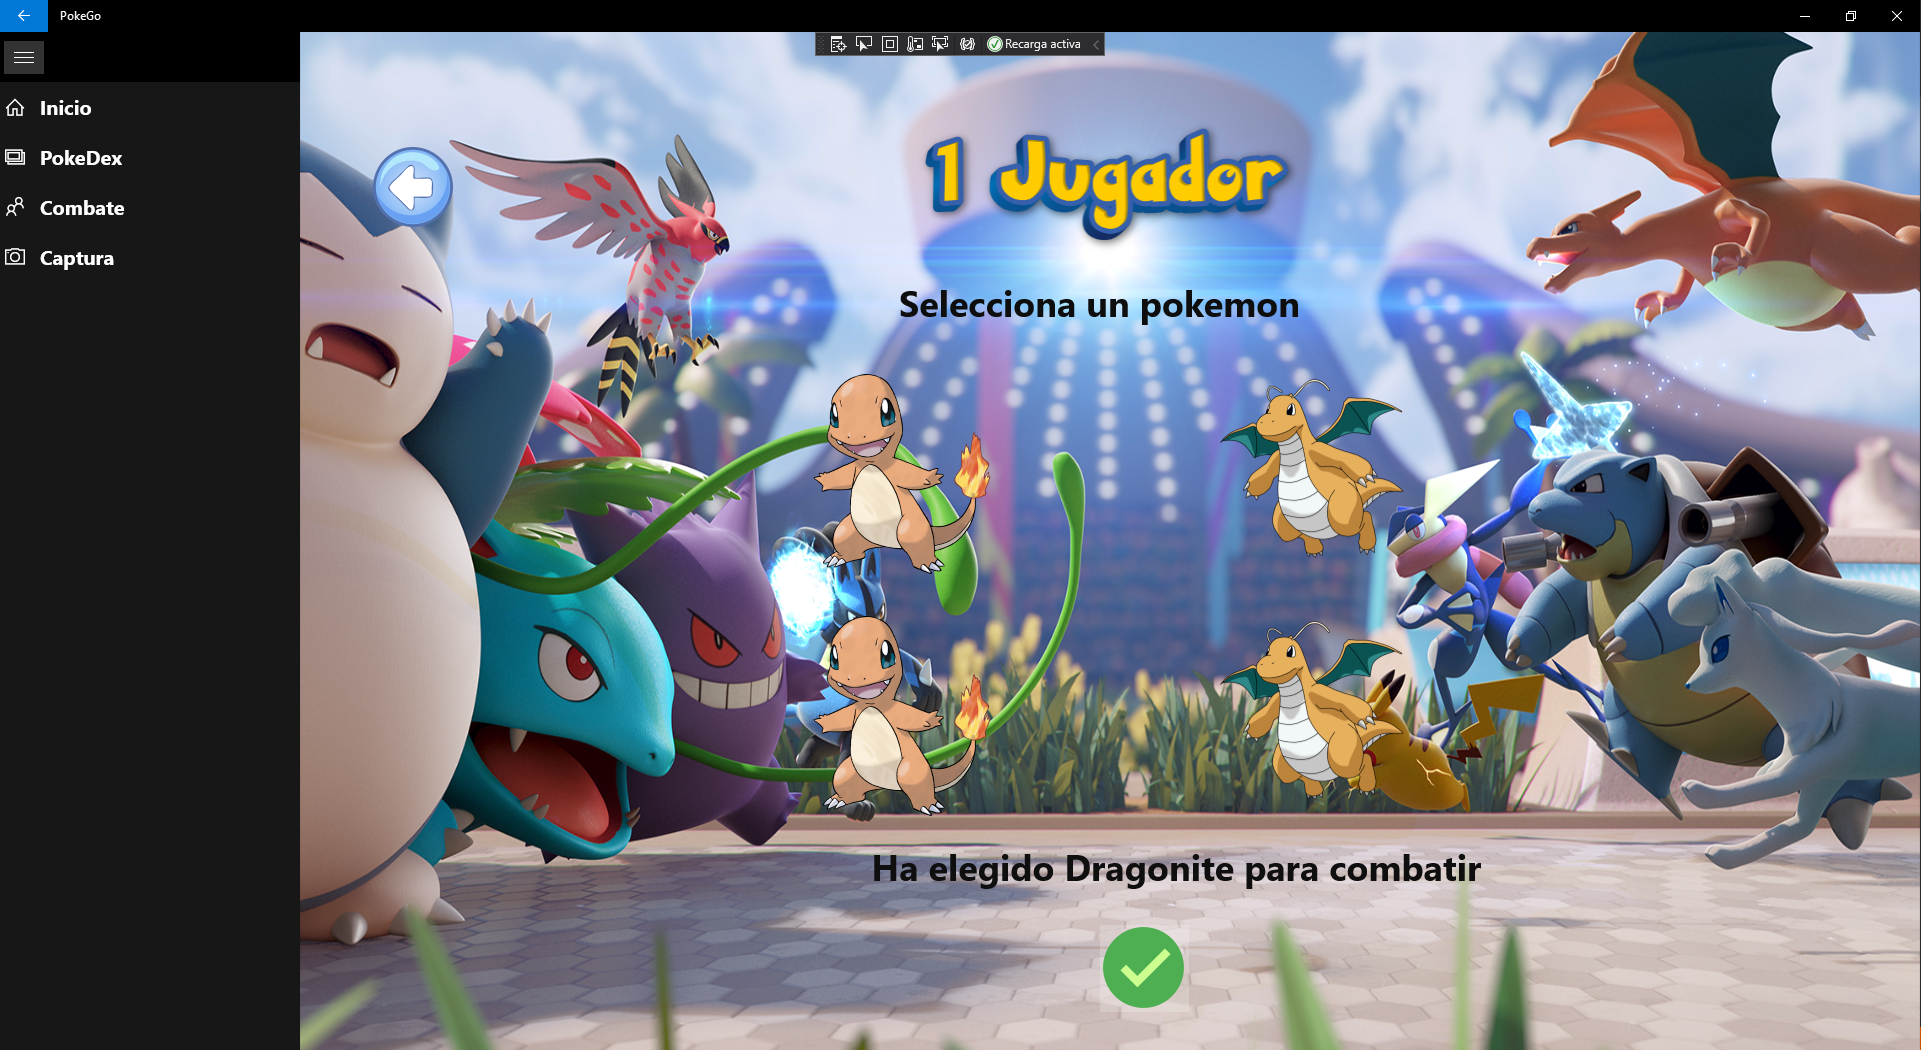 PokeGo
Recarga activa
Inicio
PokeDex
Combate
Captura
1 Jugador
Selecciona un pokemon
Ha elegido Dragonite para combatir